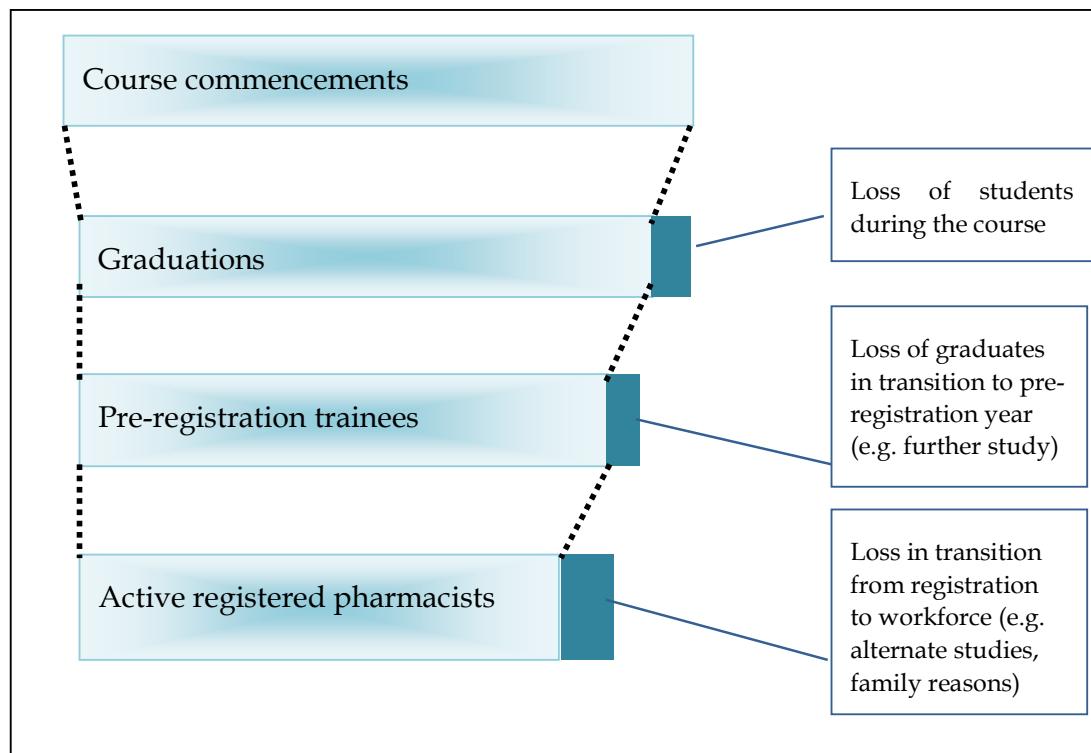 Course commencements
Loss of students
during the course
Graduations
Loss of graduates
in transition to pre-
registration year
(e.g. further study)
Pre-registration trainees
Loss in transition
from registration
to workforce (e.g.
alternate studies,
family reasons)
Active registered pharmacists